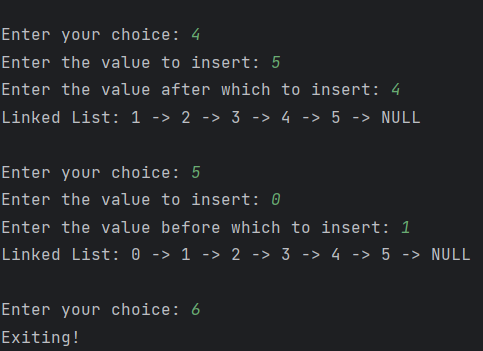 Enter your choice: 4
Enter the value to insert: 5
Enter the value after which to insert: 4
Linked List: 1 -> 2 -> 3 -> 4 -> 5 -> NULL
Enter your choice: 5
Enter the value to insert: 0
Enter the value before which to insert: 1
Linked List: 0 -> 1 -> 2 -> 3 -> 4 -> 5 -> NULL
Enter your choice: 6
Exiting!